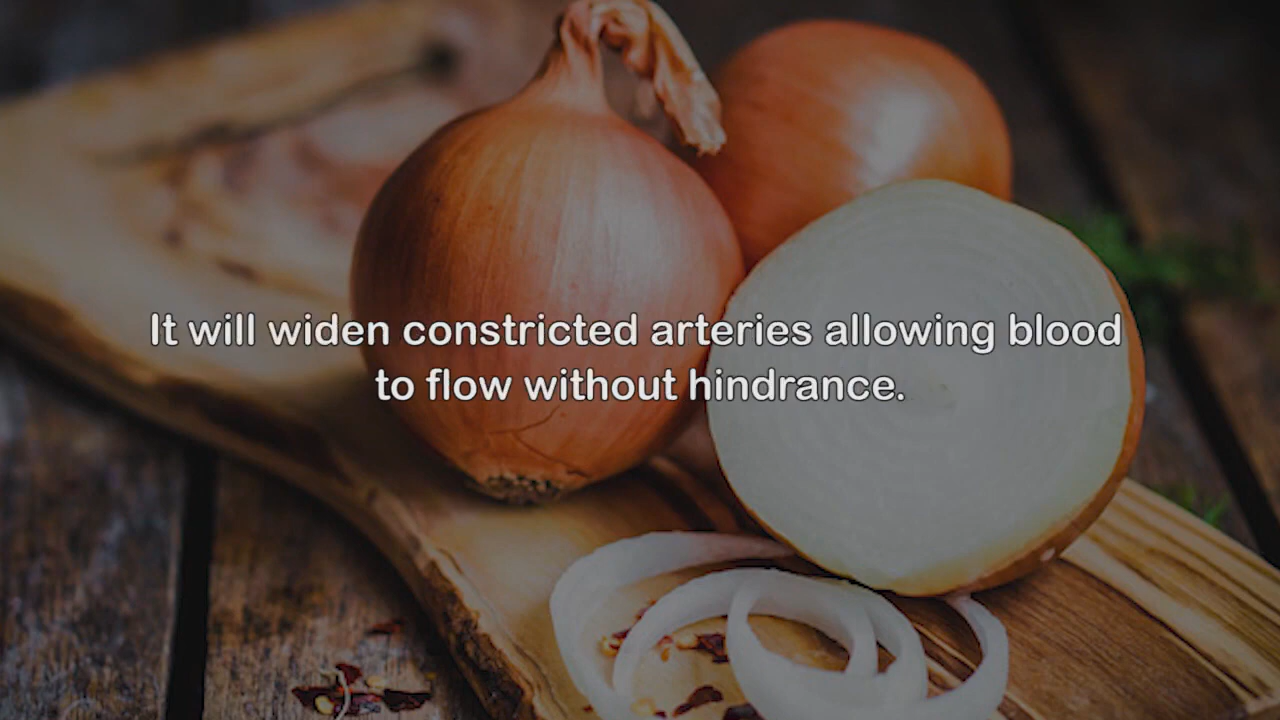 It will widen constricted arteries allowing blood
to flow without hindrance.